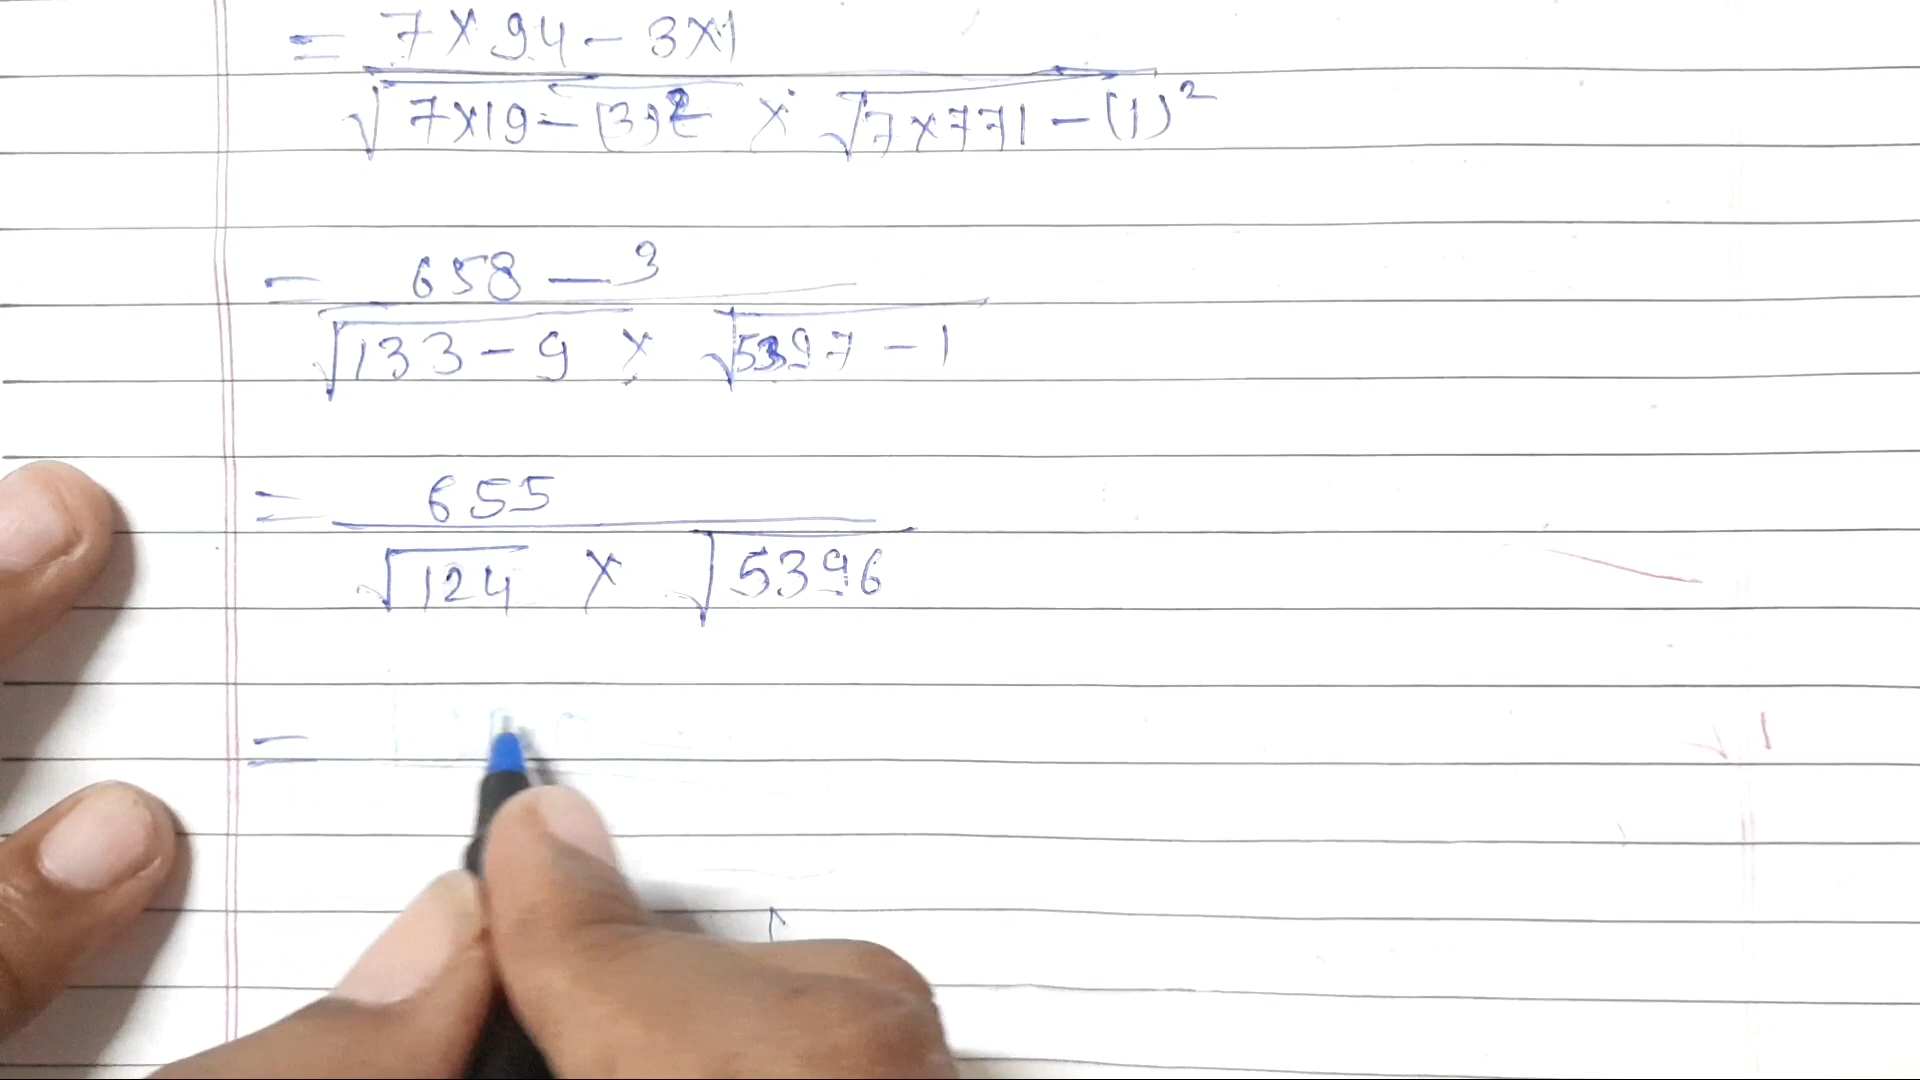 = 7 × 94 - 3×1
√7×19 - (3)² × √7×771 - (1)²
= 658 - 3
√133 - 9 × √5397 - 1
= 655
√124 × √5396
=